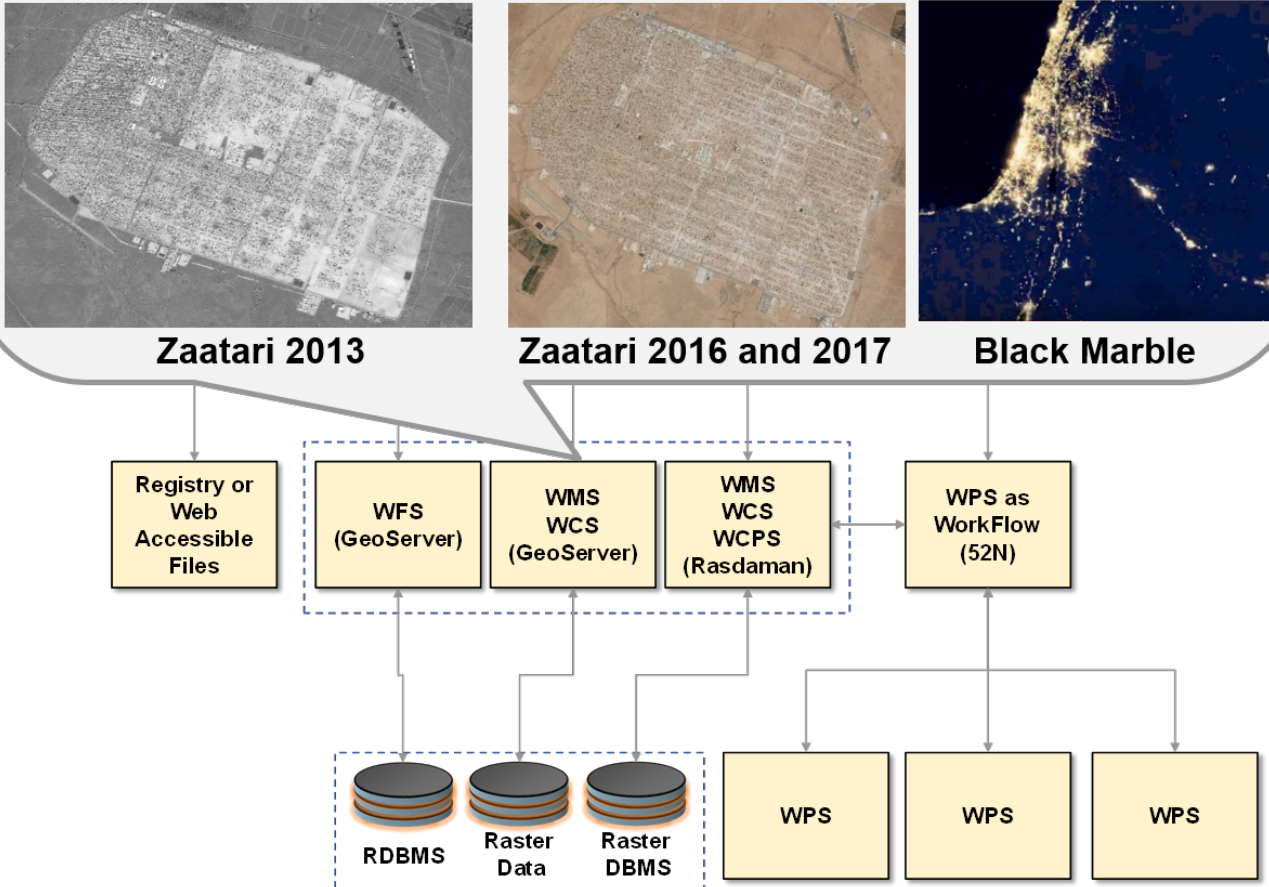 Zaatari 2013
Zaatari 2016 and 2017
Black Marble
Registry or
Web
Accessible
Files
WFS
(GeoServer)
WMS
WCS
(GeoServer)
WMS
WCS
WCPS
(Rasdaman)
WPS as
WorkFlow
(52N)
RDBMS
Raster
Data
Raster
DBMS
WPS
WPS
WPS